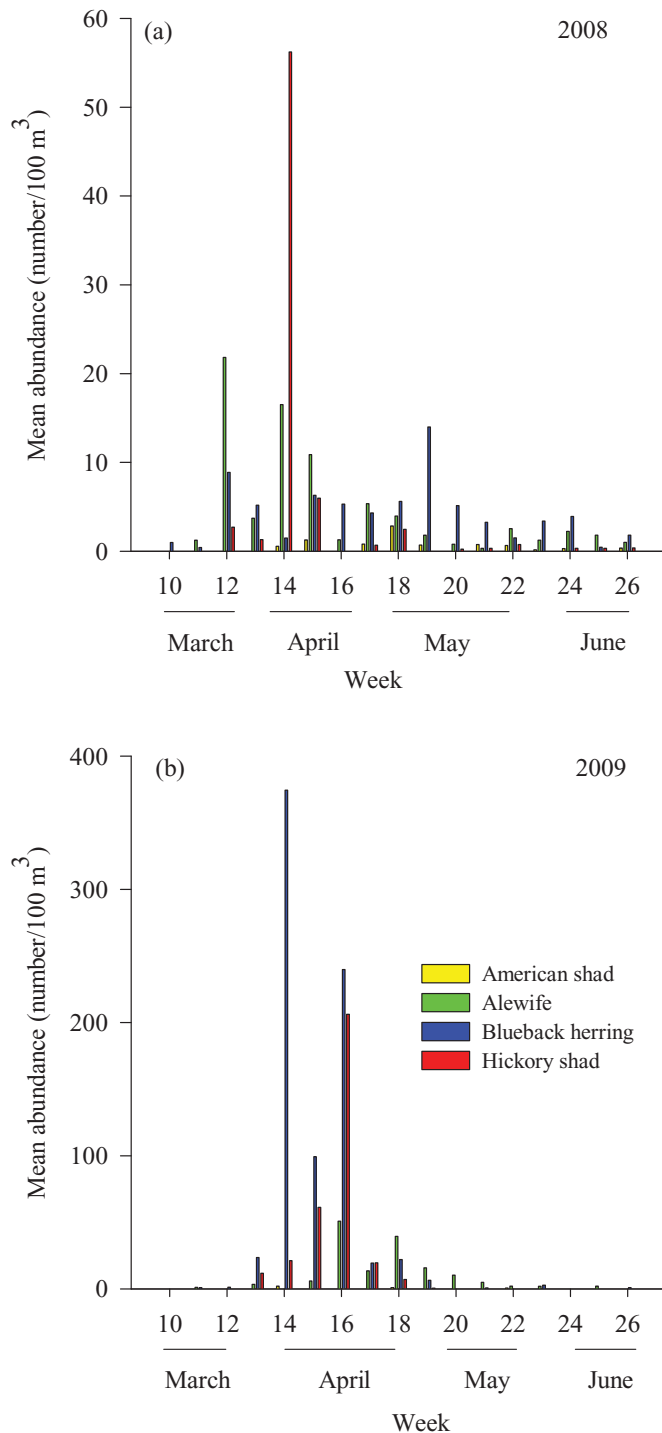 (a)
2008
60
50
40
30
20
10
0
Mean abundance (number/100 m³)
10 12 14 16 18 20 22 24 26
March April May June
Week
(b)
2009
400
300
200
100
0
Mean abundance (number/100 m³)
American shad
Alewife
Blueback herring
Hickory shad
10 12 14 16 18 20 22 24 26
March April May June
Week